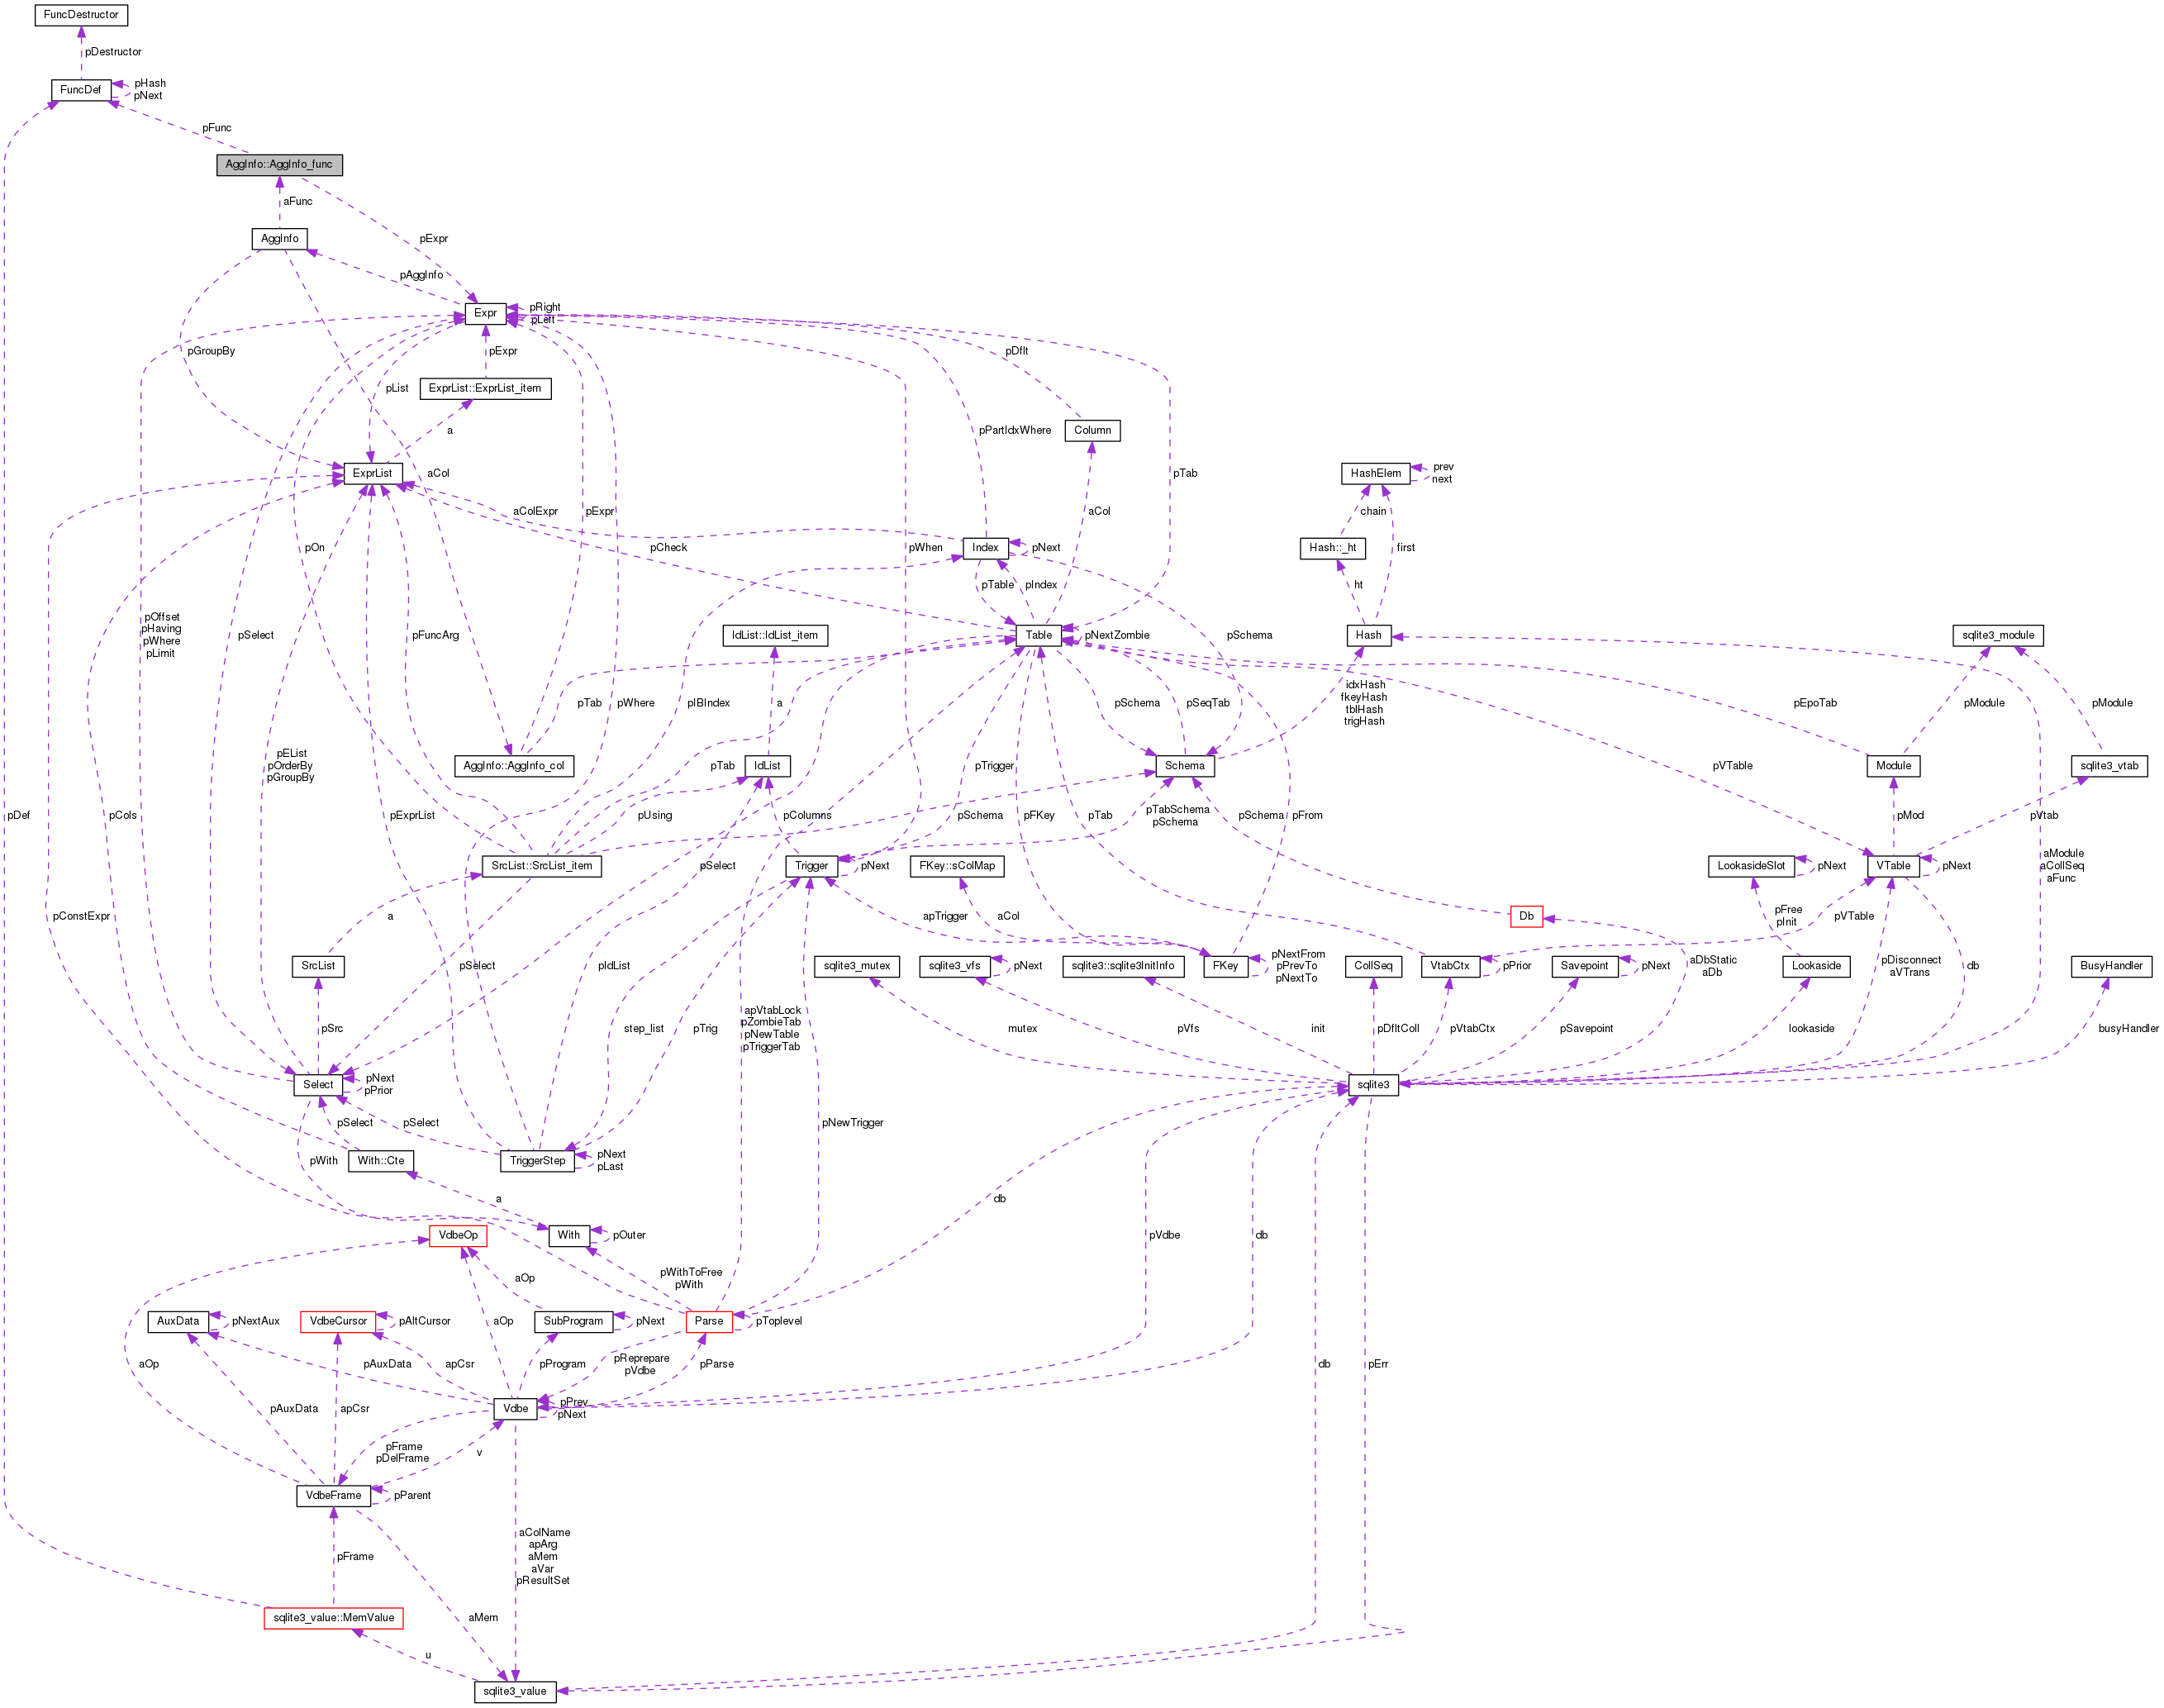 FuncDestructor
pDestructor
FuncDef
pHash
pNext
pFunc
AggInfo::AggInfo_func
aFunc
AggInfo
pExpr
pAggInfo
Expr
pRight
pLeft
pGroupBy
pExpr
pDflt
pList
ExprList::ExprList_item
a
pPartIdxWhere
Column
ExprList
aCol
pTab
HashElem
prev
next
aColExpr
aCol
chain
pOn
pCheck
pWhen
Index
pNext
Hash::_ht
first
pExpr
pTable
pIndex
ht
pOffset
pHaving
pWhere
pLimit
pSelect
pFuncArg
IdList::IdList_item
Table
pNextZombie
pSchema
Hash
sqlite3_module
pTab
pWhere
pIBIndex
a
pSchema
pSeqTab
idxHash
fkeyHash
tblHash
trigHash
pEpoTab
pModule
pModule
pEList
pOrderBy
pGroupBy
AggInfo::AggInfo_col
pTab
IdList
pTrigger
Schema
pVTable
Module
sqlite3_vtab
pDef
pCols
pExprList
pUsing
pColumns
pSchema
pFKey
pTab
pTabSchema
pSchema
pSchema
pFrom
pMod
pVtab
SrcList::SrcList_item
pSelect
Trigger
pNext
FKey::sColMap
LookasideSlot
pNext
VTable
pNext
aModule
aCollSeq
aFunc
pConstExpr
a
apTrigger
aCol
Db
pFree
pInit
pVTable
SrcList
pSelect
pIdList
sqlite3_mutex
sqlite3_vfs
pNext
sqlite3::sqlite3InitInfo
FKey
pNextFrom
pPrevTo
pNextTo
CollSeq
VtabCtx
pPrior
Savepoint
pNext
aDbStatic
aDb
Lookaside
pDisconnect
aVTrans
db
BusyHandler
pSrc
step_list
pTrig
apVtabLock
pZombieTab
pNewTable
pTriggerTab
mutex
pVfs
init
pDfltColl
pVtabCtx
pSavepoint
lookaside
busyHandler
Select
pNext
pPrior
sqlite3
pSelect
pSelect
pNewTrigger
pWith
With::Cte
TriggerStep
pNext
pLast
a
db
VdbeOp
With
pOuter
pVdbe
db
aOp
pWithToFree
pWith
AuxData
pNextAux
VdbeCursor
pAltCursor
aOp
SubProgram
pNext
Parse
pToplevel
aOp
pAuxData
apCsr
pProgram
pReprepare
pVdbe
pParse
db
pErr
pAuxData
apCsr
Vdbe
pPrev
pNext
pFrame
pDelFrame
v
VdbeFrame
pParent
aColName
apArg
aMem
aVar
pResultSet
pFrame
sqlite3_value::MemValue
aMem
u
sqlite3_value